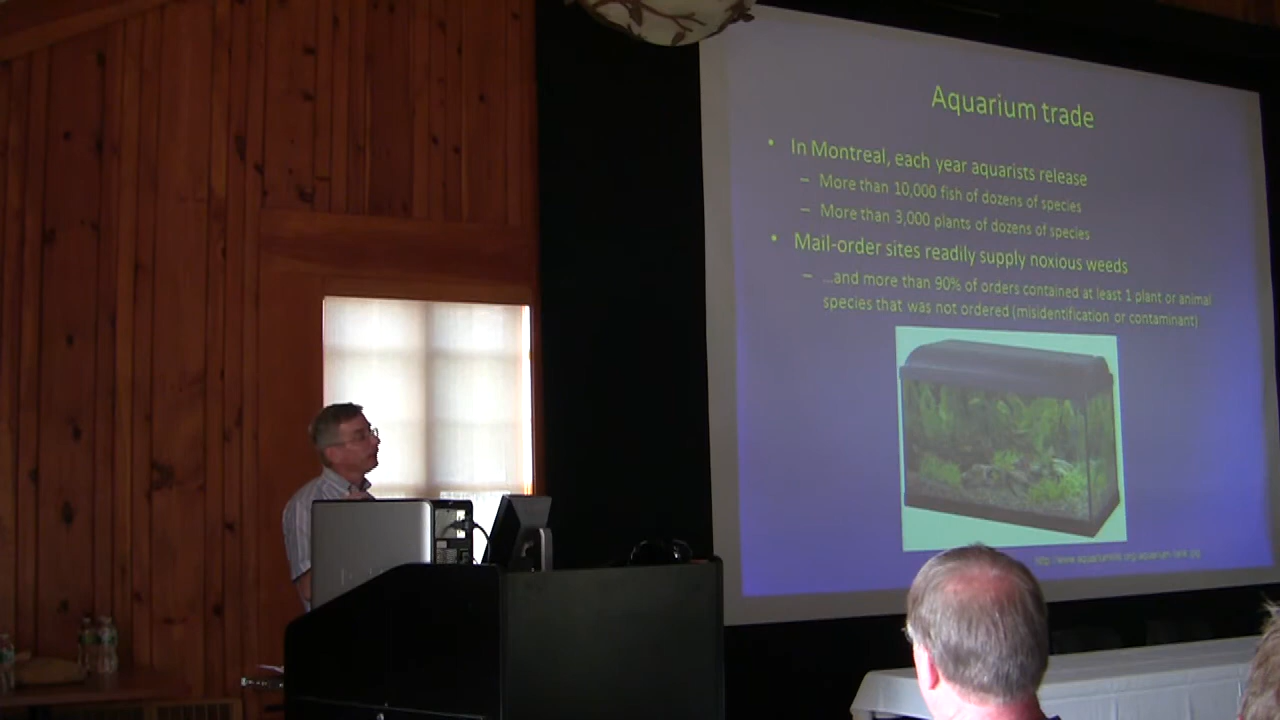 Aquarium trade
• In Montreal, each year aquarists release
– More than 10,000 fish of dozens of species
– More than 3,000 plants of dozens of species
• Mail-order sites readily supply noxious weeds
– ...and more than 90% of orders contained at least 1 plant or animal
species that was not ordered (misidentification or contaminant)